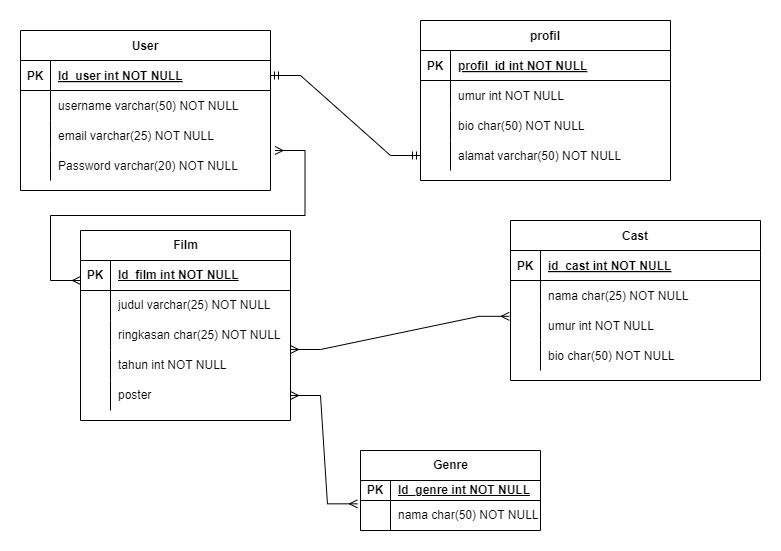 User
PK Id_user int NOT NULL
username varchar(50) NOT NULL
email varchar(25) NOT NULL
Password varchar(20) NOT NULL
profil
PK profil_id int NOT NULL
umur int NOT NULL
bio char(50) NOT NULL
alamat varchar(50) NOT NULL
Film
PK Id_film int NOT NULL
judul varchar(25) NOT NULL
ringkasan char(25) NOT NULL
tahun int NOT NULL
poster
Cast
PK id_cast int NOT NULL
nama char(25) NOT NULL
umur int NOT NULL
bio char(50) NOT NULL
Genre
PK Id_genre int NOT NULL
nama char(50) NOT NULL